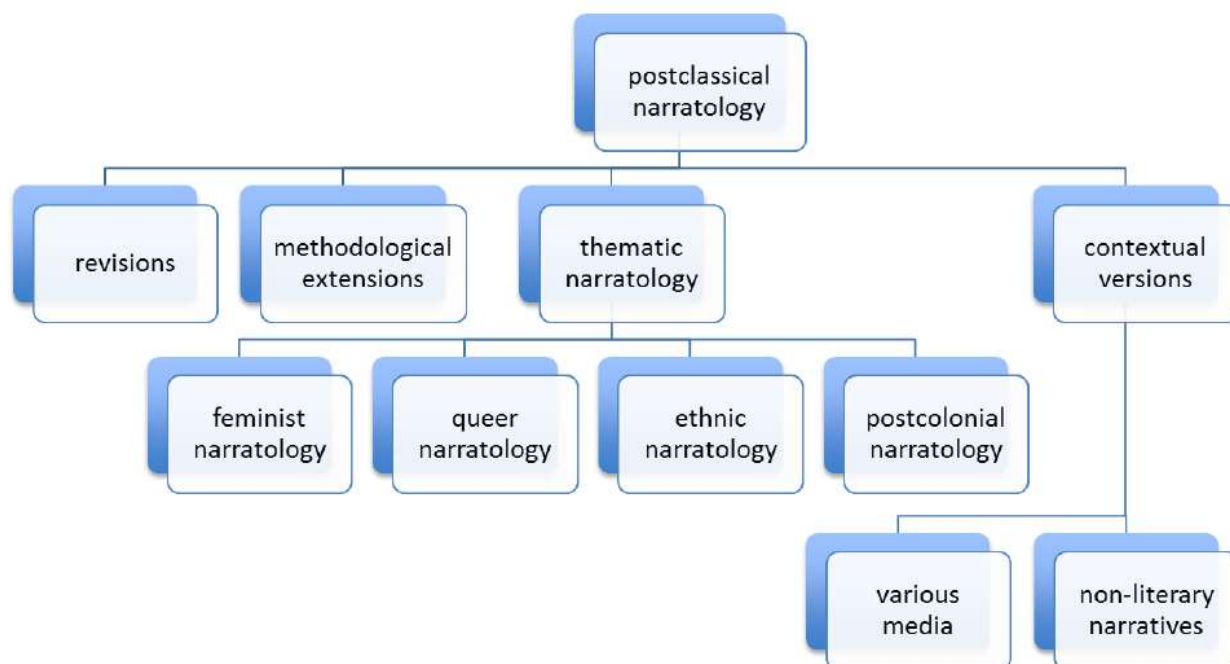 postclassical
narratology
revisions
methodological
extensions
thematic
narratology
contextual
versions
feminist
narratology
queer
narratology
ethnic
narratology
postcolonial
narratology
various
media
non-literary
narratives